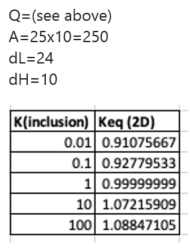 Q=(see above)
A=25x10=250
dL=24
dH=10
K(inclusion) Keq (2D)
0.01 0.91075667
0.1 0.92779533
1 0.99999999
10 1.07215909
100 1.08847105